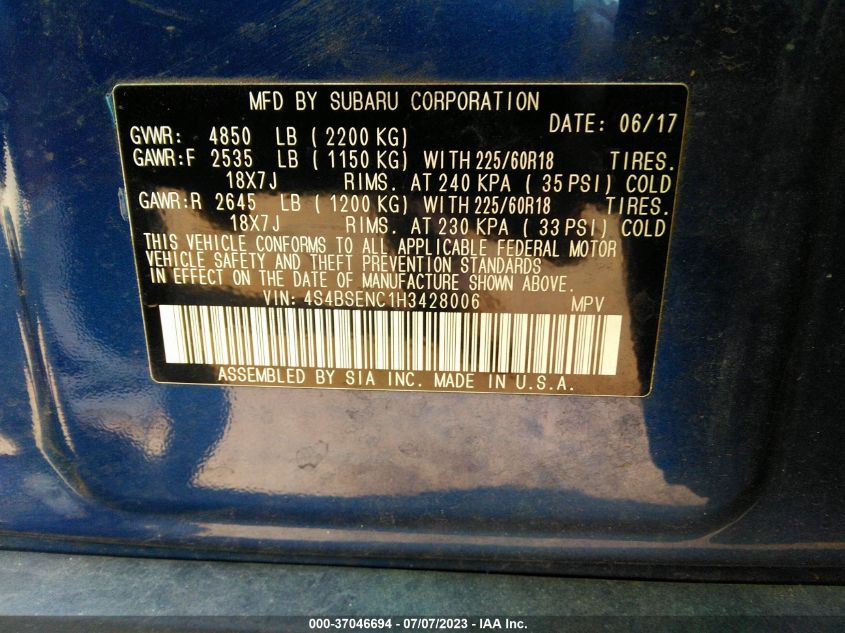 MFD BY SUBARU CORPORATION
DATE: 06/17
GVWR: 4850 LB (2200 KG)
GAWR:F 2535 LB (1150 KG) WITH 225/60R18 TIRES.
18X7J RIMS. AT 240 KPA (35 PSI) COLD
GAWR:R 2645 LB (1200 KG) WITH 225/60R18 TIRES.
18X7J RIMS. AT 230 KPA (33 PSI) COLD
THIS VEHICLE CONFORMS TO ALL APPLICABLE FEDERAL MOTOR
VEHICLE SAFETY AND THEFT PREVENTION STANDARDS
IN EFFECT ON THE DATE OF MANUFACTURE SHOWN ABOVE.
VIN: 4S4BSENC1H3428006 MPV
ASSEMBLED BY SIA INC. MADE IN U.S.A.
000-37046694 - 07/07/2023 - IAA Inc.